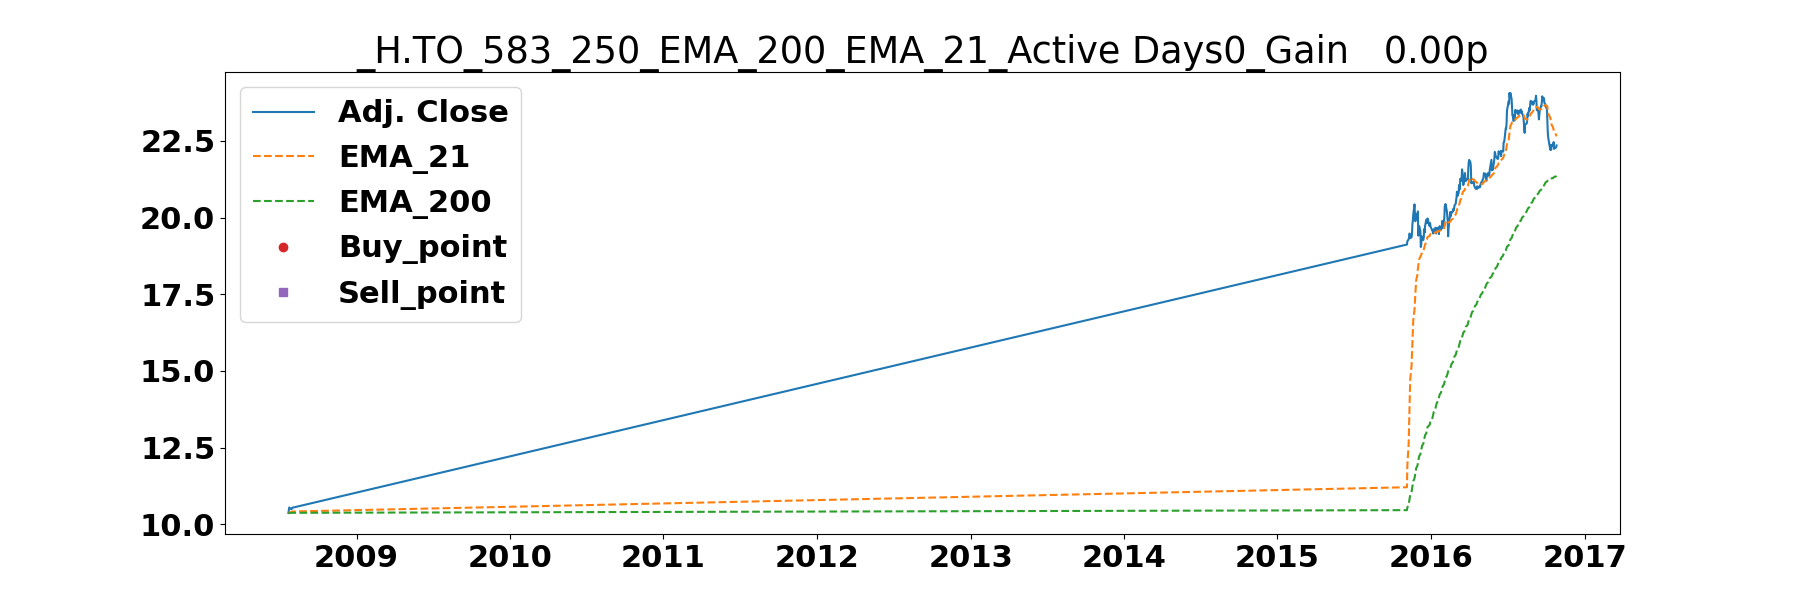 _H.TO_583_250_EMA_200_EMA_21_Active Days0_Gain   0.00p
Adj. Close
EMA_21
EMA_200
Buy_point
Sell_point
22.5
20.0
17.5
15.0
12.5
10.0
2009 2010 2011 2012 2013 2014 2015 2016 2017